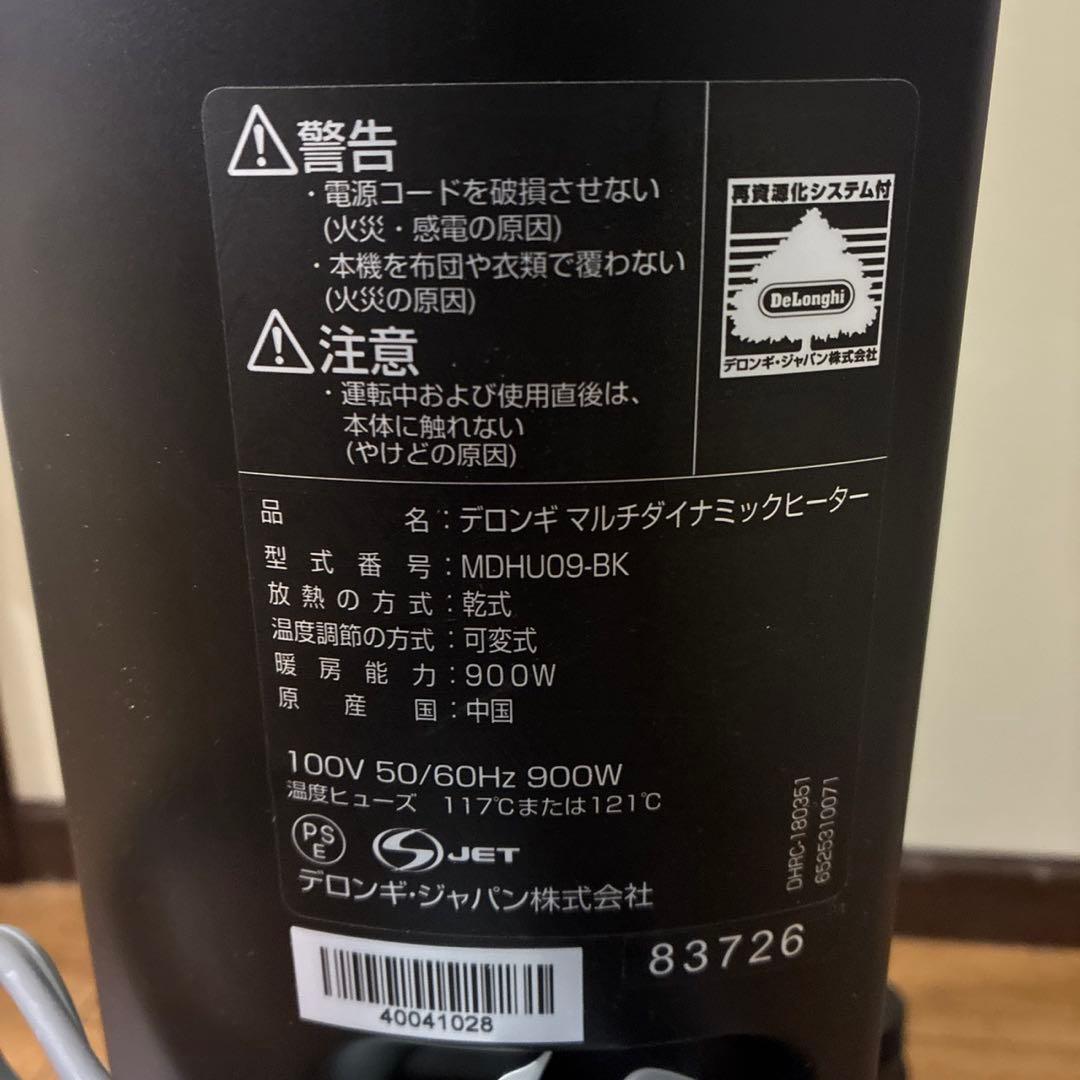 警告
・電源コードを破損させない
(火災・感電の原因)
・本機を布団や衣類で覆わない
(火災の原因)
注意
・運転中および使用直後は、
本体に触れない
(やけどの原因)
再資源化システム付
DeLonghi
デロンギ・ジャパン株式会社
品名：デロンギ マルチダイナミックヒーター
型式番号：MDHU09-BK
放熱の方式：乾式
温度調節の方式：可変式
暖房能力：900W
原産国：中国
100V 50/60Hz 900W
温度ヒューズ 117℃または121℃
PSE
JET
デロンギ・ジャパン株式会社
DHRC-180351
6525310071
83726
40041028